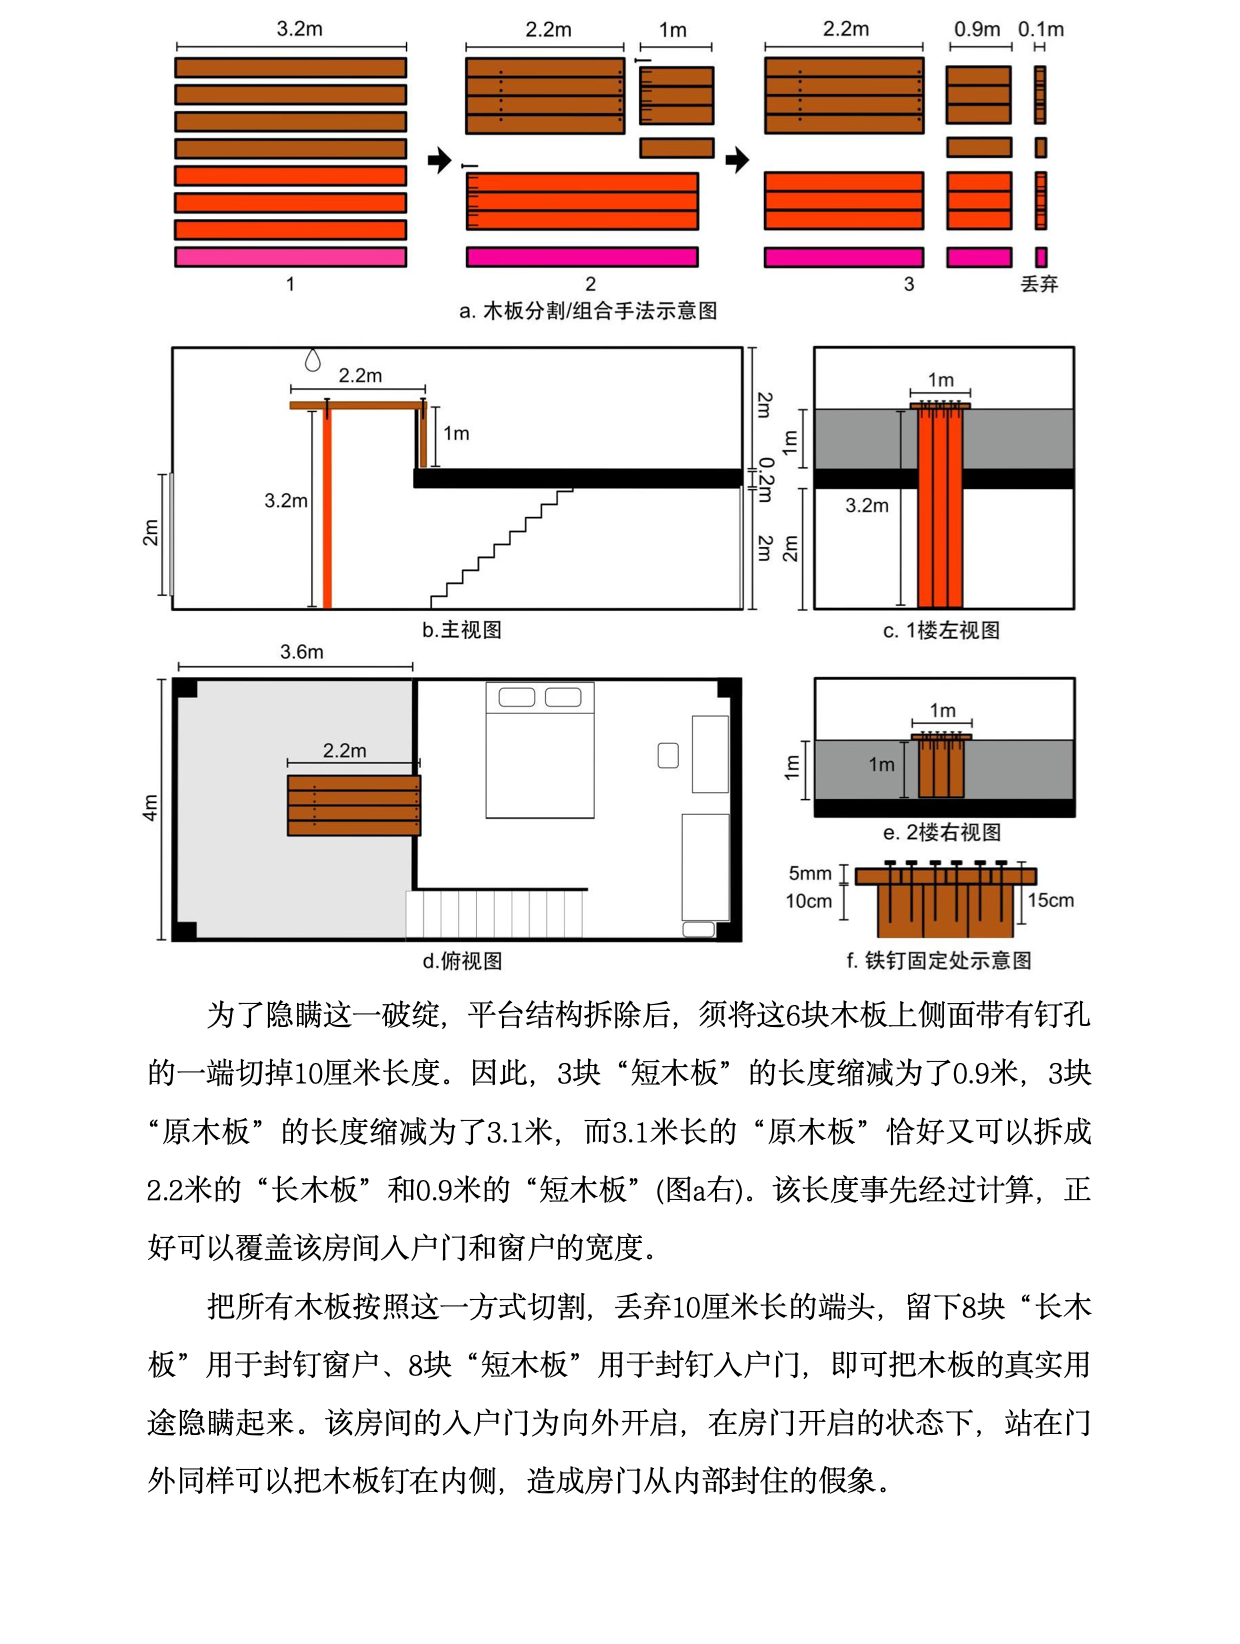 3.2m 2.2m 1m 2.2m 0.9m 0.1m
1 2 3 丢弃
a. 木板分割/组合手法示意图
2.2m
1m
3.2m
2m
2m
0.2m
2m
b.主视图
1m
1m
3.2m
2m
c. 1楼左视图
3.6m
2.2m
4m
d.俯视图
1m
1m
1m
e. 2楼右视图
5mm
10cm
15cm
f. 铁钉固定处示意图
为了隐瞒这一破绽，平台结构拆除后，须将这6块木板上侧面带有钉孔
的一端切掉10厘米长度。因此，3块“短木板”的长度缩减为了0.9米，3块
“原木板”的长度缩减为了3.1米，而3.1米长的“原木板”恰好又可以拆成
2.2米的“长木板”和0.9米的“短木板”(图a右)。该长度事先经过计算，正
好可以覆盖该房间入户门和窗户的宽度。
把所有木板按照这一方式切割，丢弃10厘米长的端头，留下8块“长木
板”用于封钉窗户、8块“短木板”用于封钉入户门，即可把木板的真实用
途隐瞒起来。该房间的入户门为向外开启，在房门开启的状态下，站在门
外同样可以把木板钉在内侧，造成房门从内部封住的假象。